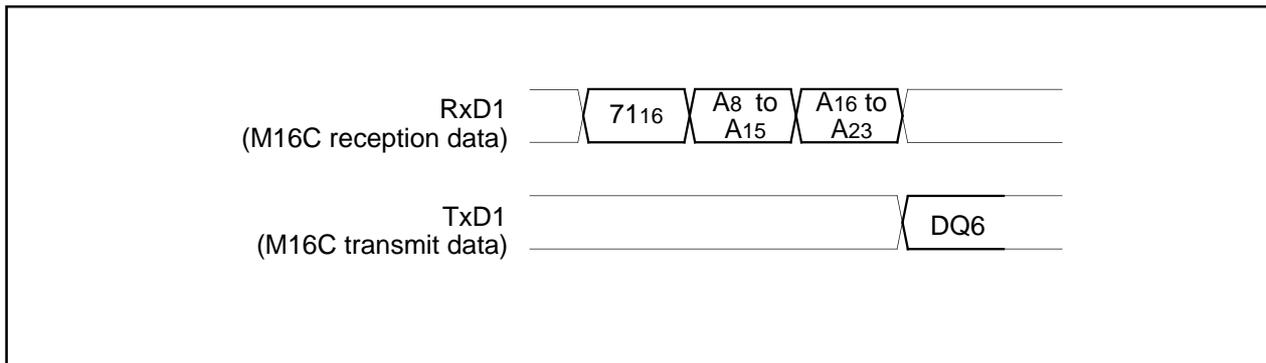 RxD1
(M16C reception data)
7116
A8 to
A15
A16 to
A23
TxD1
(M16C transmit data)
DQ6